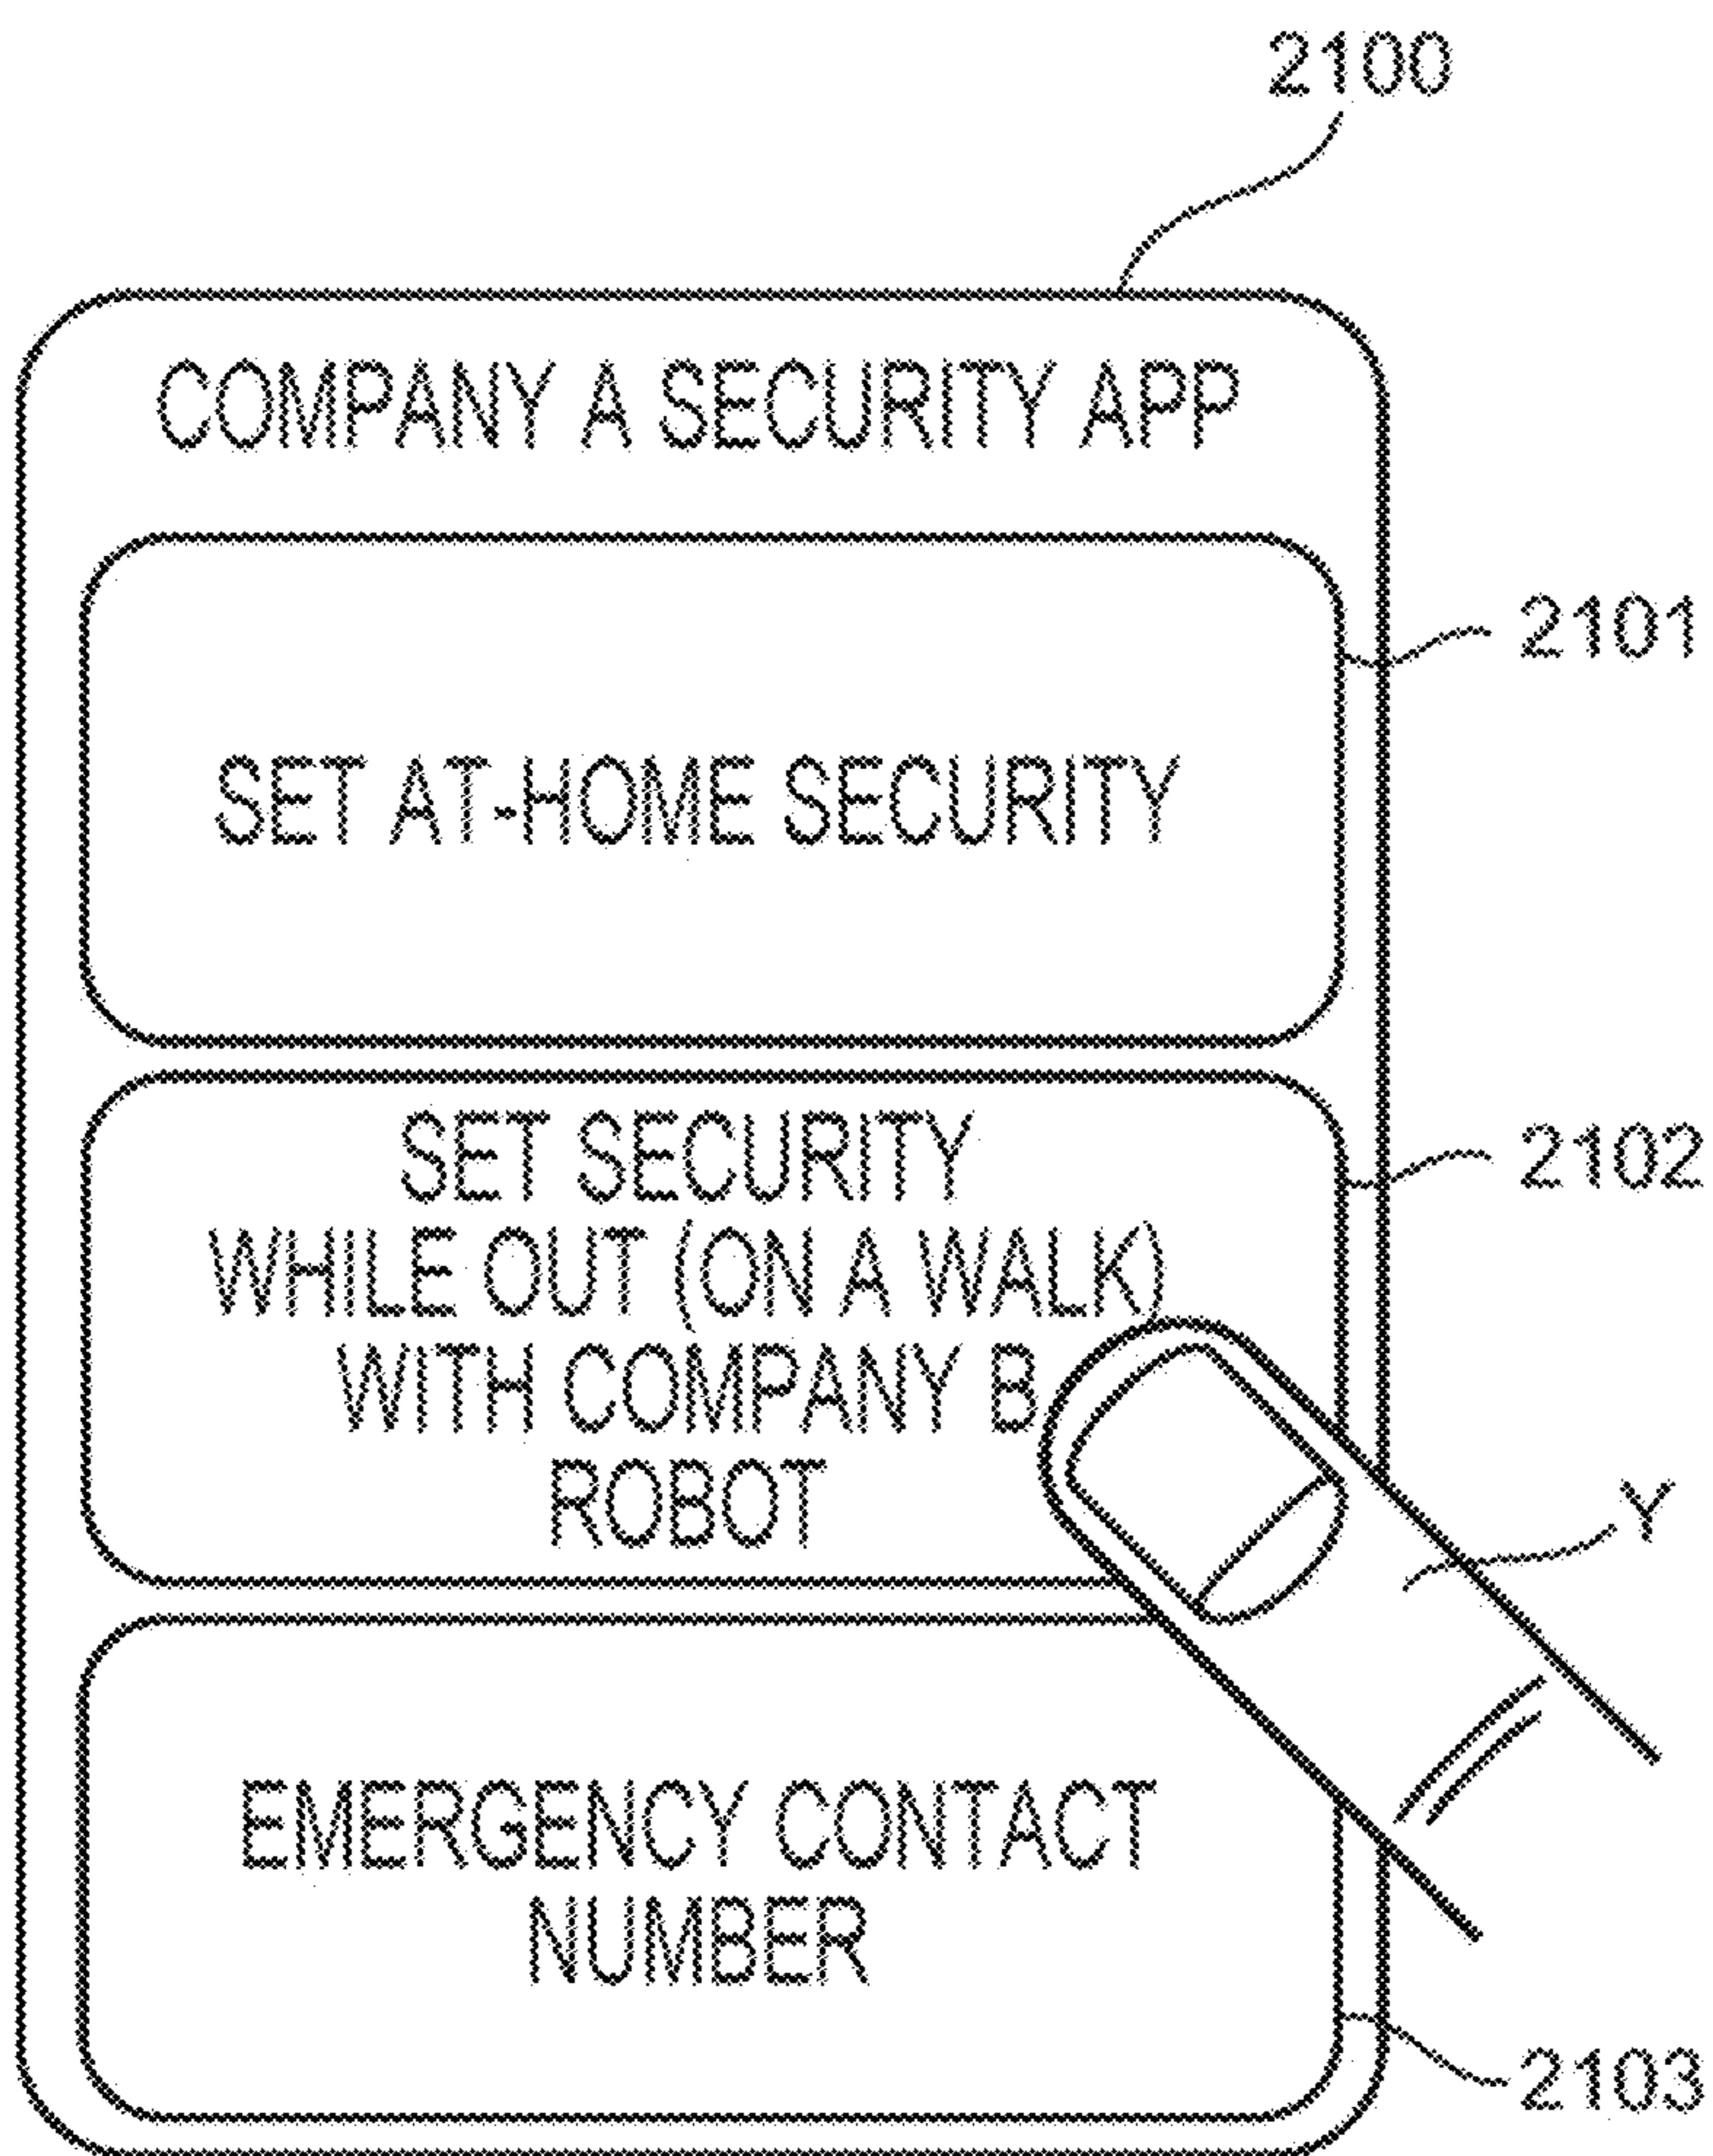 2100
COMPANY A SECURITY APP
2101
SET AT-HOME SECURITY
SET SECURITY
2102
WHILE OUT (ON A WALK)
WITH COMPANY B
ROBOT
Y
EMERGENCY CONTACT
NUMBER
2103